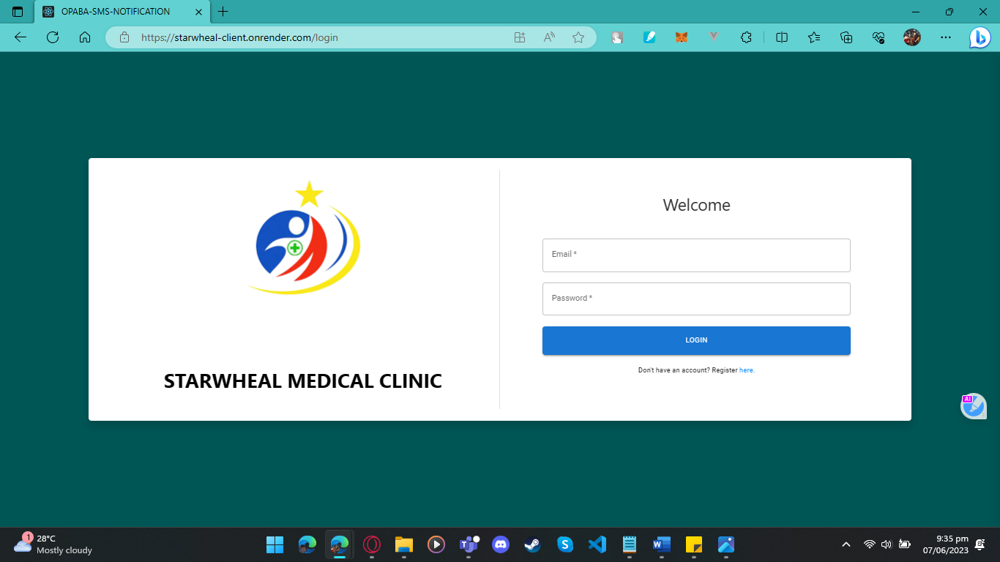 OPABA-SMS-NOTIFICATION
https://starwheal-client.onrender.com/login
Welcome
Email *
Password *
LOGIN
Don't have an account? Register here.
STARWHEAL MEDICAL CLINIC
AI
1
28°C
Mostly cloudy
9:35 pm
07/06/2023